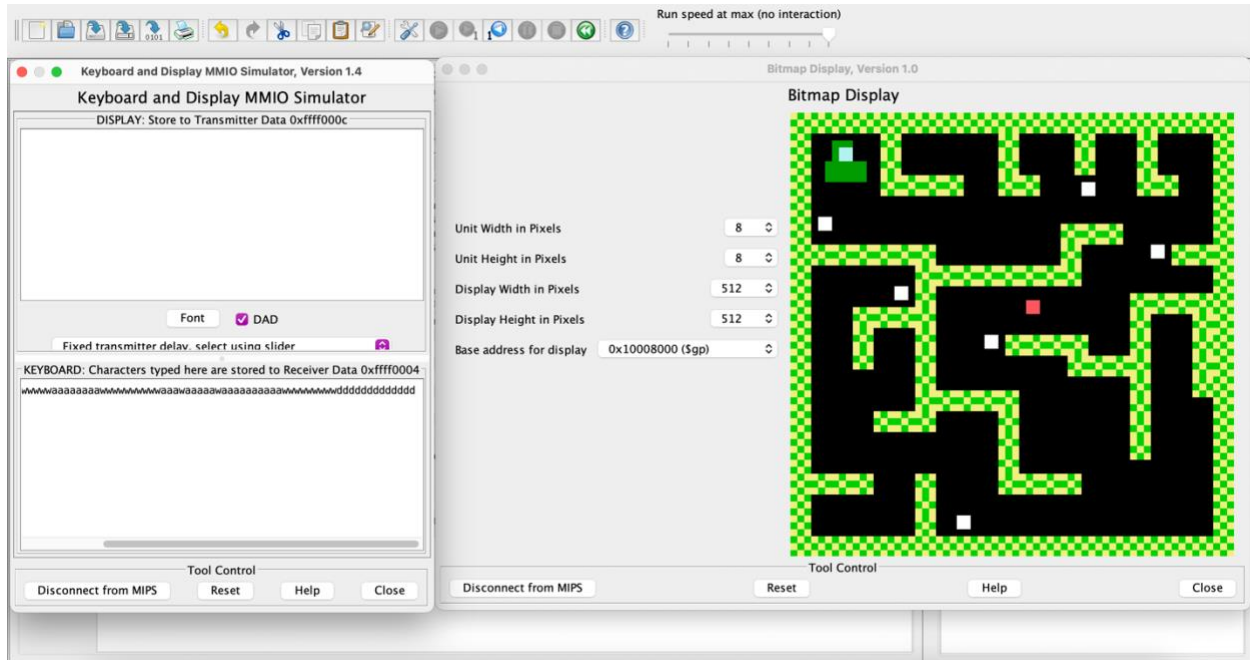 Run speed at max (no interaction)
Keyboard and Display MMIO Simulator, Version 1.4
Keyboard and Display MMIO Simulator
DISPLAY: Store to Transmitter Data 0xffff000c
Font
DAD
Fixed transmitter delay, select using slider
KEYBOARD: Characters typed here are stored to Receiver Data 0xffff0004
Tool Control
Disconnect from MIPS
Reset
Help
Close
Bitmap Display, Version 1.0
Bitmap Display
Unit Width in Pixels 8
Unit Height in Pixels 8
Display Width in Pixels 512
Display Height in Pixels 512
Base address for display 0x10008000 ($gp)
Tool Control
Disconnect from MIPS
Reset
Help
Close